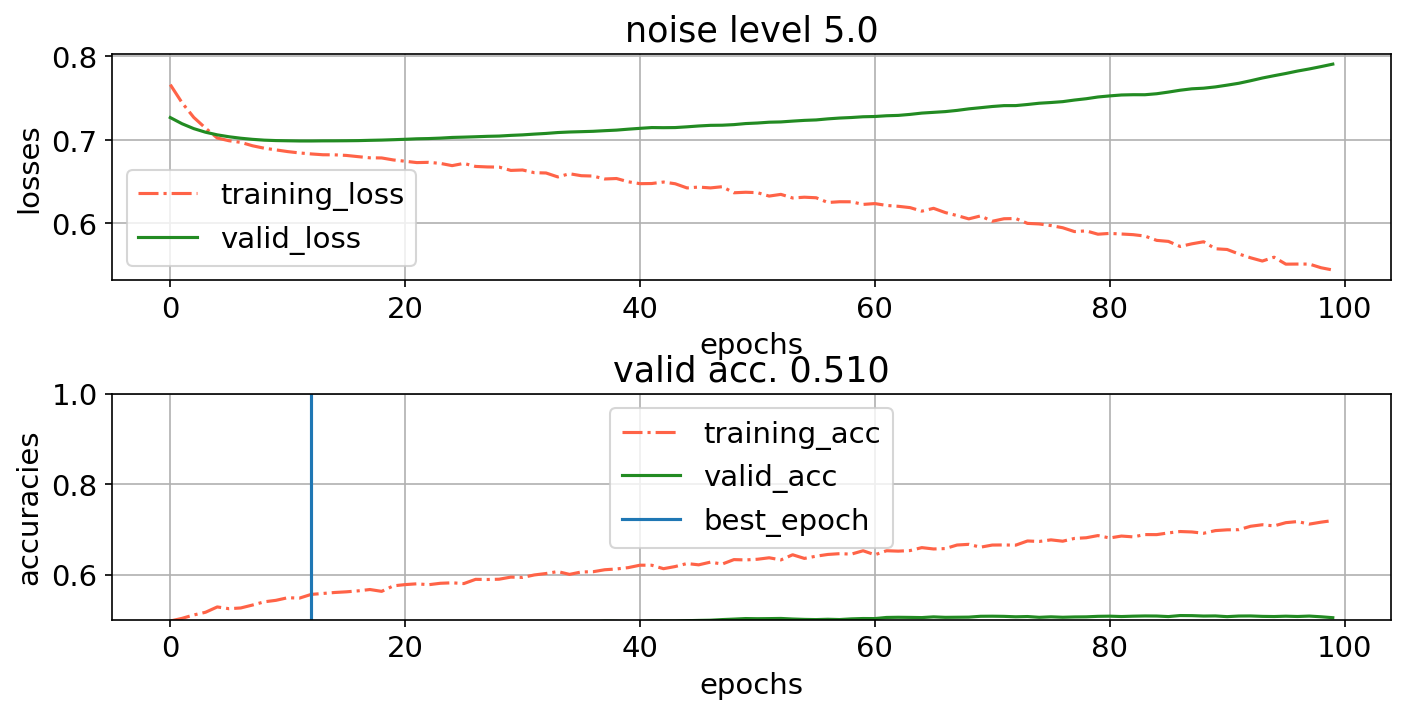 noise level 5.0
losses
0.8
0.7
0.6
training_loss
valid_loss
0 20 40 60 80 100
epochs
valid acc. 0.510
accuracies
1.0
0.8
0.6
training_acc
valid_acc
best_epoch
0 20 40 60 80 100
epochs